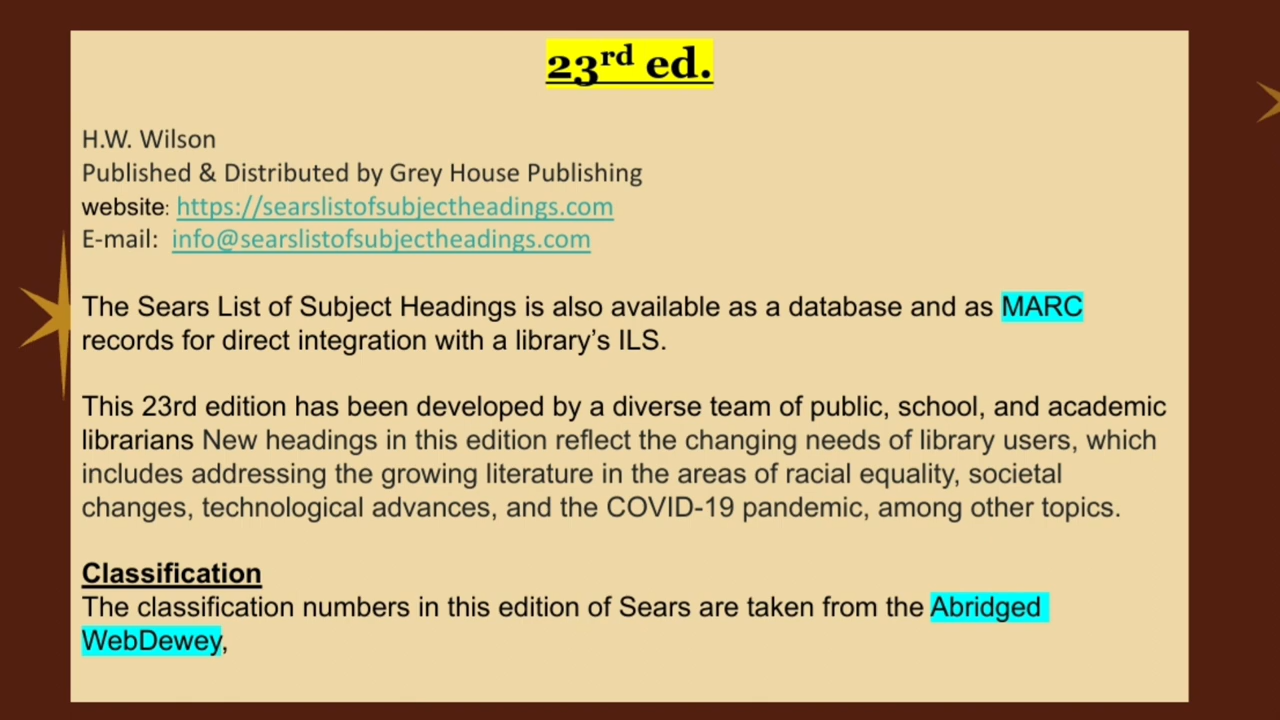 23rd ed.
H.W. Wilson
Published & Distributed by Grey House Publishing
website: https://searslistofsubjectheadings.com
E-mail: info@searslistofsubjectheadings.com
The Sears List of Subject Headings is also available as a database and as MARC
records for direct integration with a library’s ILS.
This 23rd edition has been developed by a diverse team of public, school, and academic
librarians New headings in this edition reflect the changing needs of library users, which
includes addressing the growing literature in the areas of racial equality, societal
changes, technological advances, and the COVID-19 pandemic, among other topics.
Classification
The classification numbers in this edition of Sears are taken from the Abridged
WebDewey,